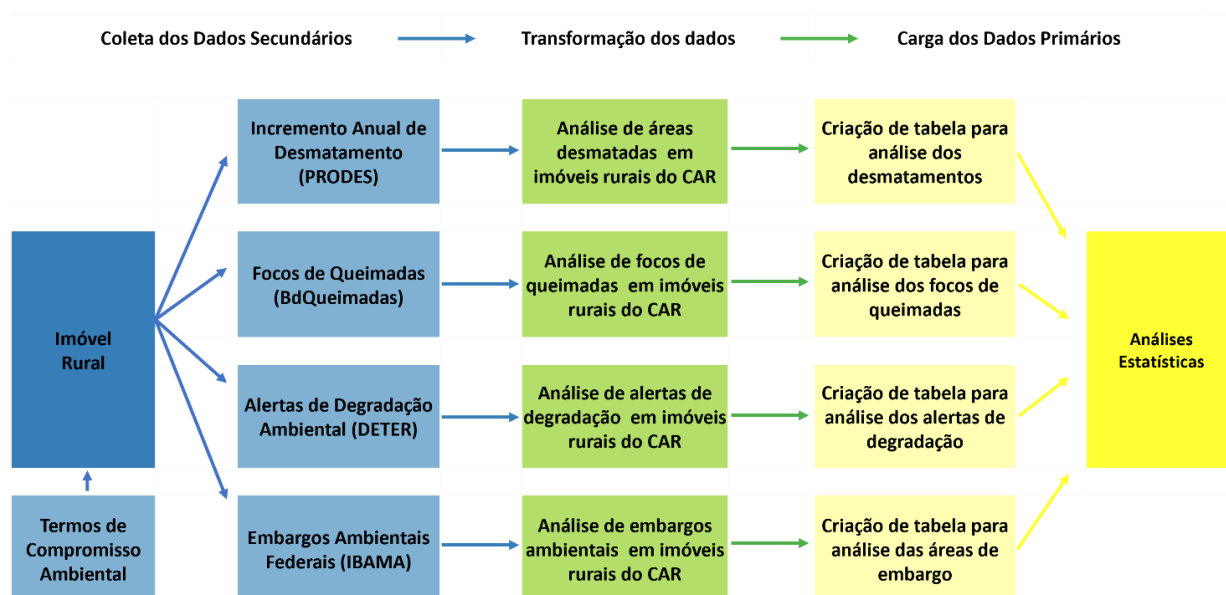 Coleta dos Dados Secundários
Transformação dos dados
Carga dos Dados Primários
Incremento Anual de
Desmatamento
(PRODES)
Análise de áreas
desmatadas em
imóveis rurais do CAR
Criação de tabela para
análise dos
desmatamentos
Imóvel
Rural
Focos de Queimadas
(BdQueimadas)
Análise de focos de
queimadas em imóveis
rurais do CAR
Criação de tabela para
análise dos focos de
queimadas
Análises
Estatísticas
Alertas de Degradação
Ambiental (DETER)
Análise de alertas de
degradação em imóveis
rurais do CAR
Criação de tabela para
análise dos alertas de
degradação
Termos de
Compromisso
Ambiental
Embargos Ambientais
Federais (IBAMA)
Análise de embargos
ambientais em imóveis
rurais do CAR
Criação de tabela para
análise das áreas de
embargo